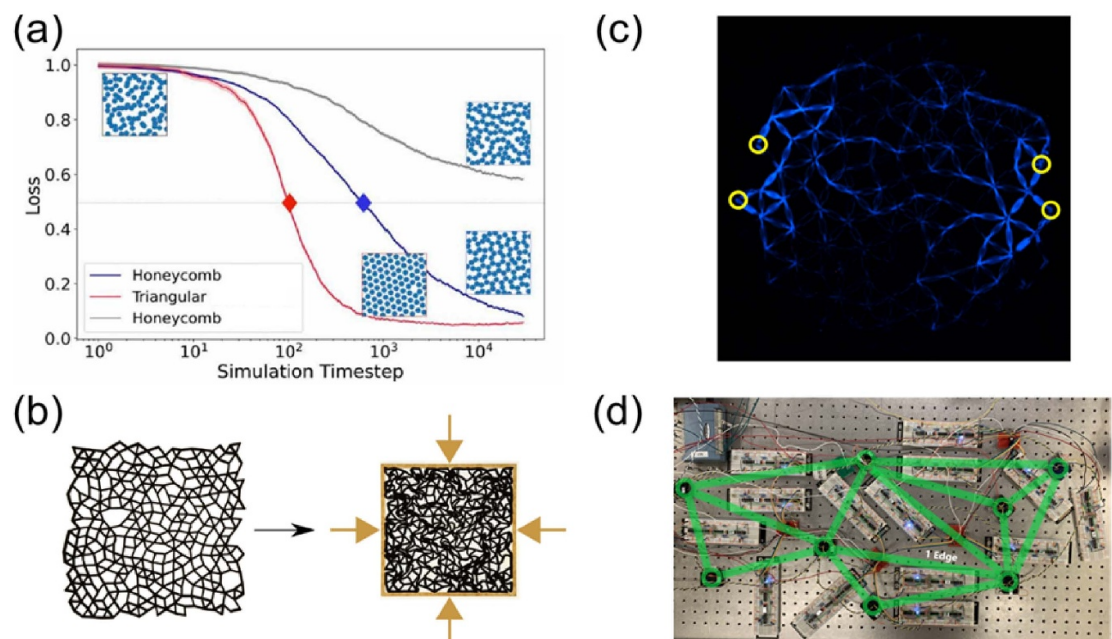 (a)
Loss
1.0
0.8
0.6
0.4
0.2
0.0
Honeycomb
Triangular
Honeycomb
10⁰
10¹
10²
10³
10⁴
Simulation Timestep
(b)
(c)
(d)
1 Edge